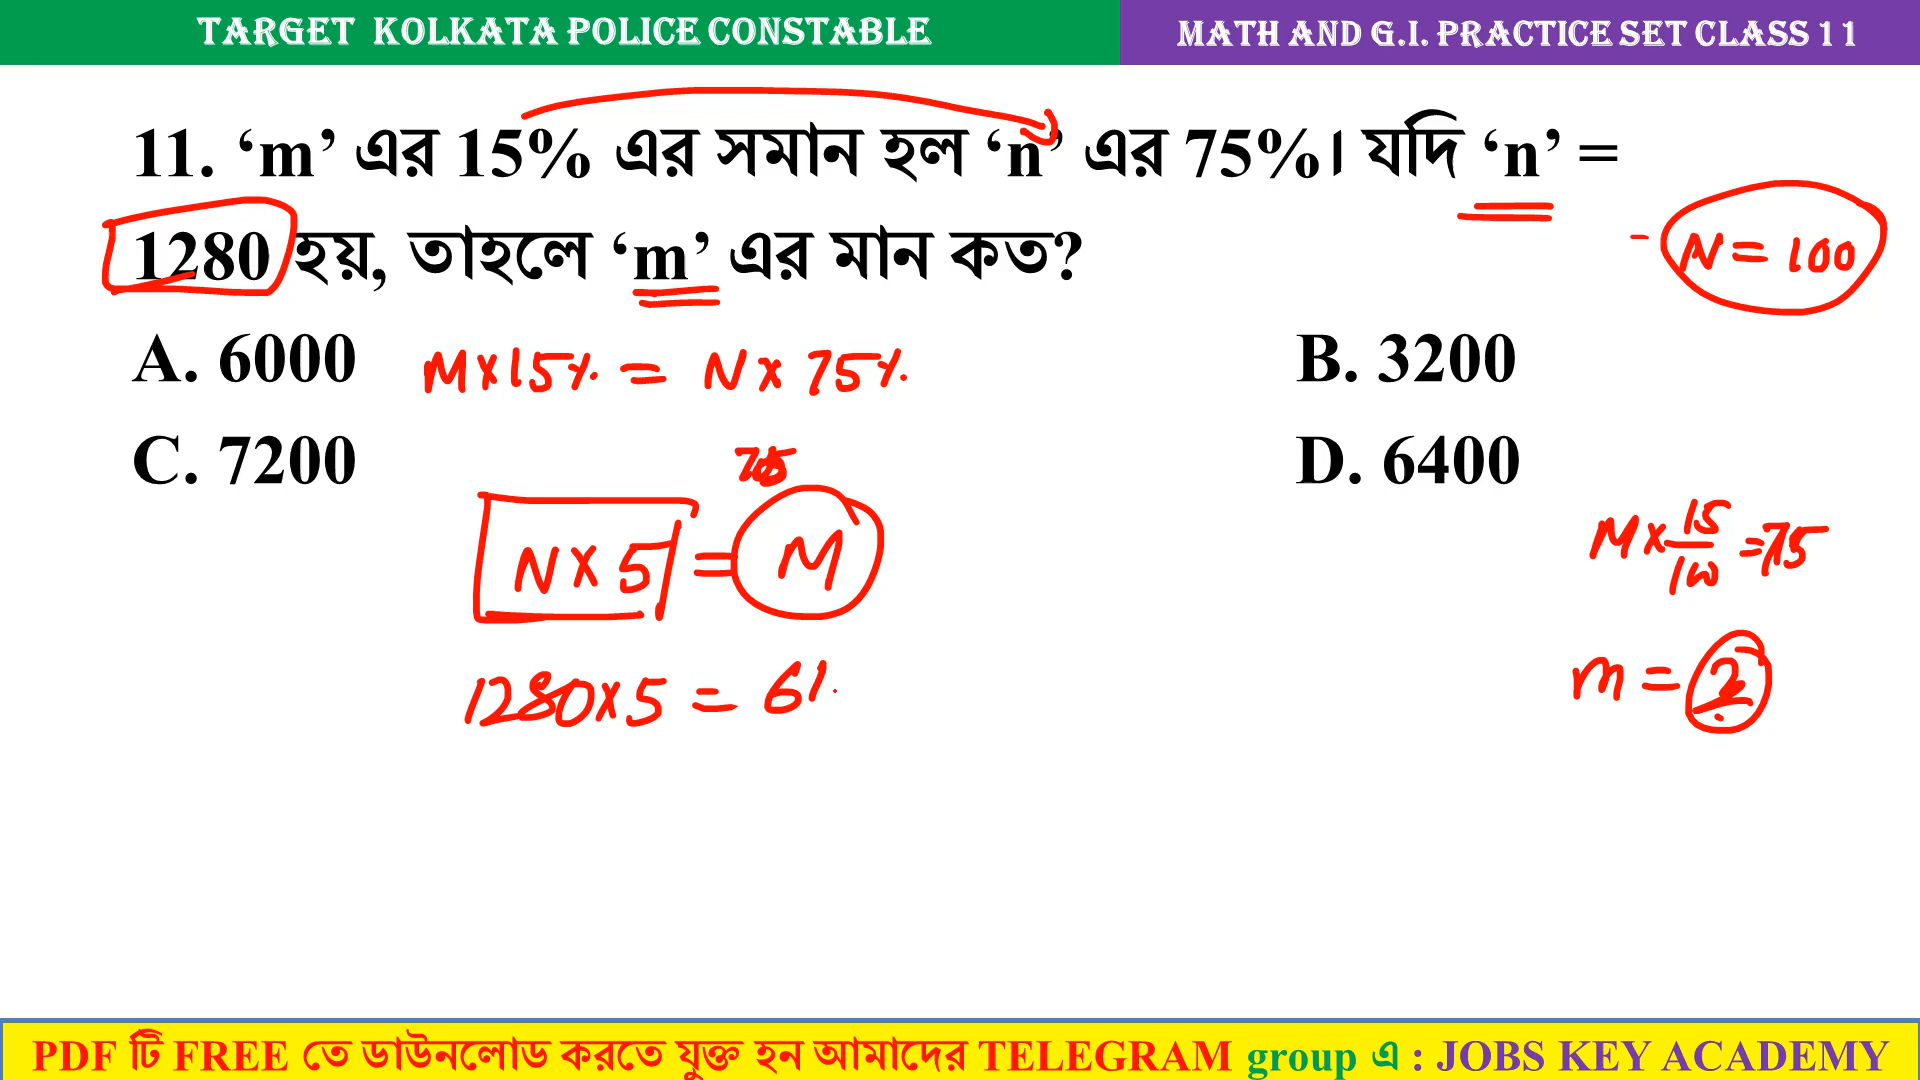 TARGET KOLKATA POLICE CONSTABLE
MATH AND G.I. PRACTICE SET CLASS 11
11. ‘m’ এর 15% এর সমান হল ‘n’ এর 75%। যদি ‘n’ =
1280 হয়, তাহলে ‘m’ এর মান কত?
N = 100
A. 6000
B. 3200
M × 15% = N × 75%
C. 7200
D. 6400
N × 5 = M
M × 15/100 = 75
1280 × 5 = 6
m = 2
PDF টি FREE তে ডাউনলোড করতে যুক্ত হন আমাদের TELEGRAM group এ : JOBS KEY ACADEMY